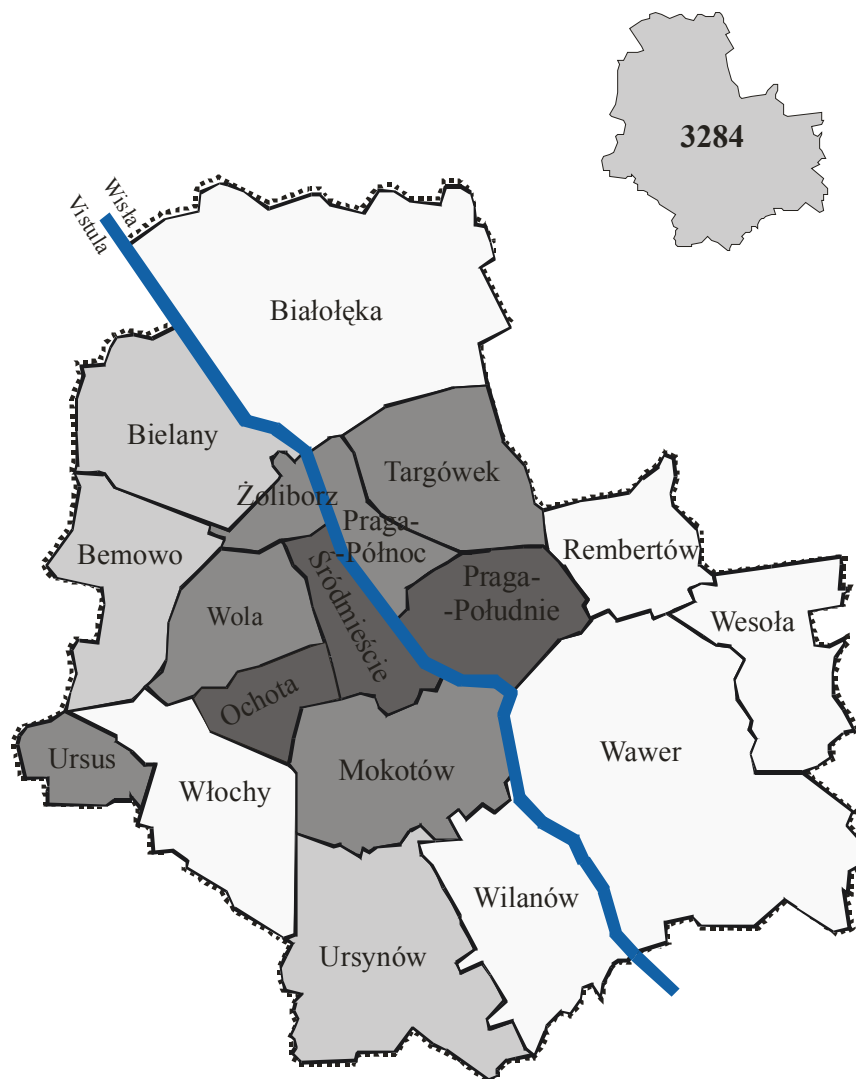 3284
Wisła
Vistula
Białołęka
Bielany
Żoliborz
Targówek
Praga-
-Północ
Bemowo
Rembertów
Praga-
-Południe
Wola
Śródmieście
Wesoła
Ochota
Ursus
Włochy
Mokotów
Wawer
Wilanów
Ursynów